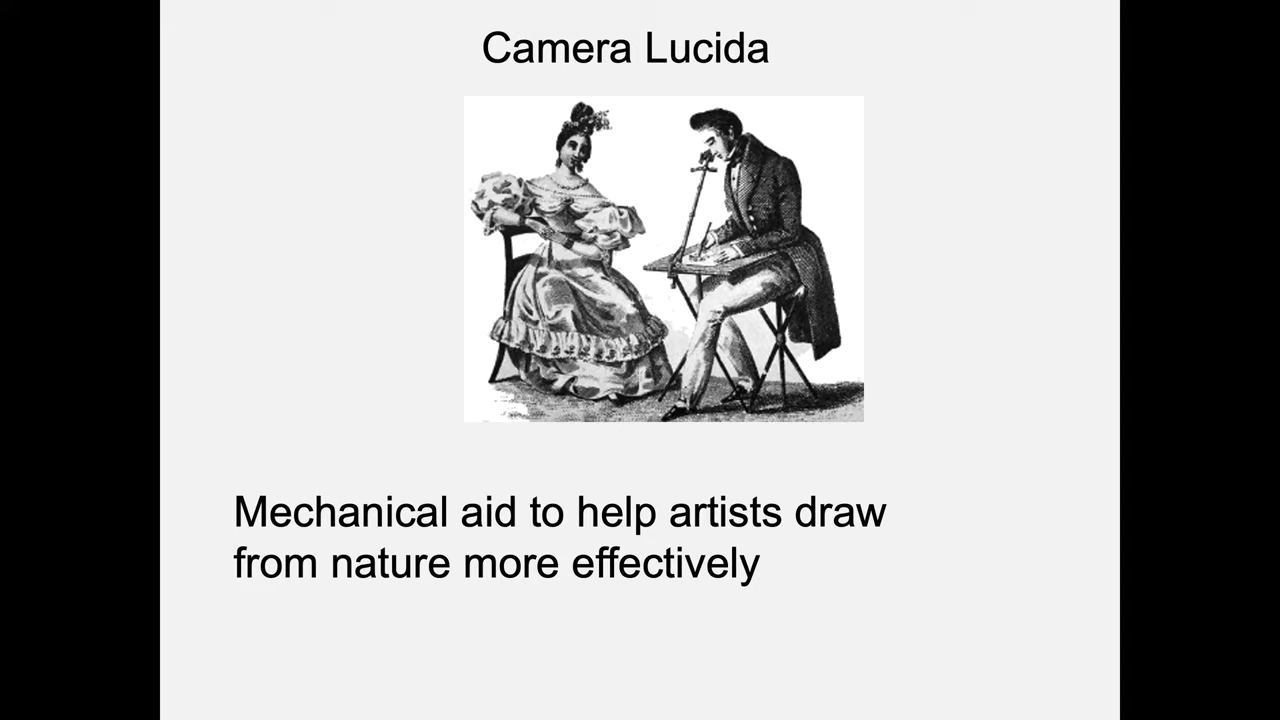 Camera Lucida
Mechanical aid to help artists draw
from nature more effectively